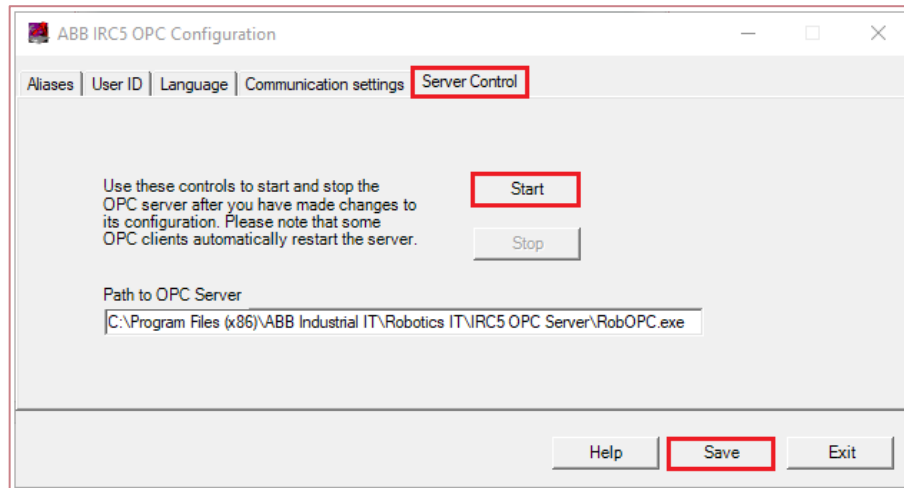 ABB IRC5 OPC Configuration
Aliases User ID Language Communication settings Server Control
Use these controls to start and stop the
OPC server after you have made changes to
its configuration. Please note that some
OPC clients automatically restart the server.
Start
Stop
Path to OPC Server
C:\Program Files (x86)\ABB Industrial IT\Robotics IT\IRC5 OPC Server\RobOPC.exe
Help Save Exit